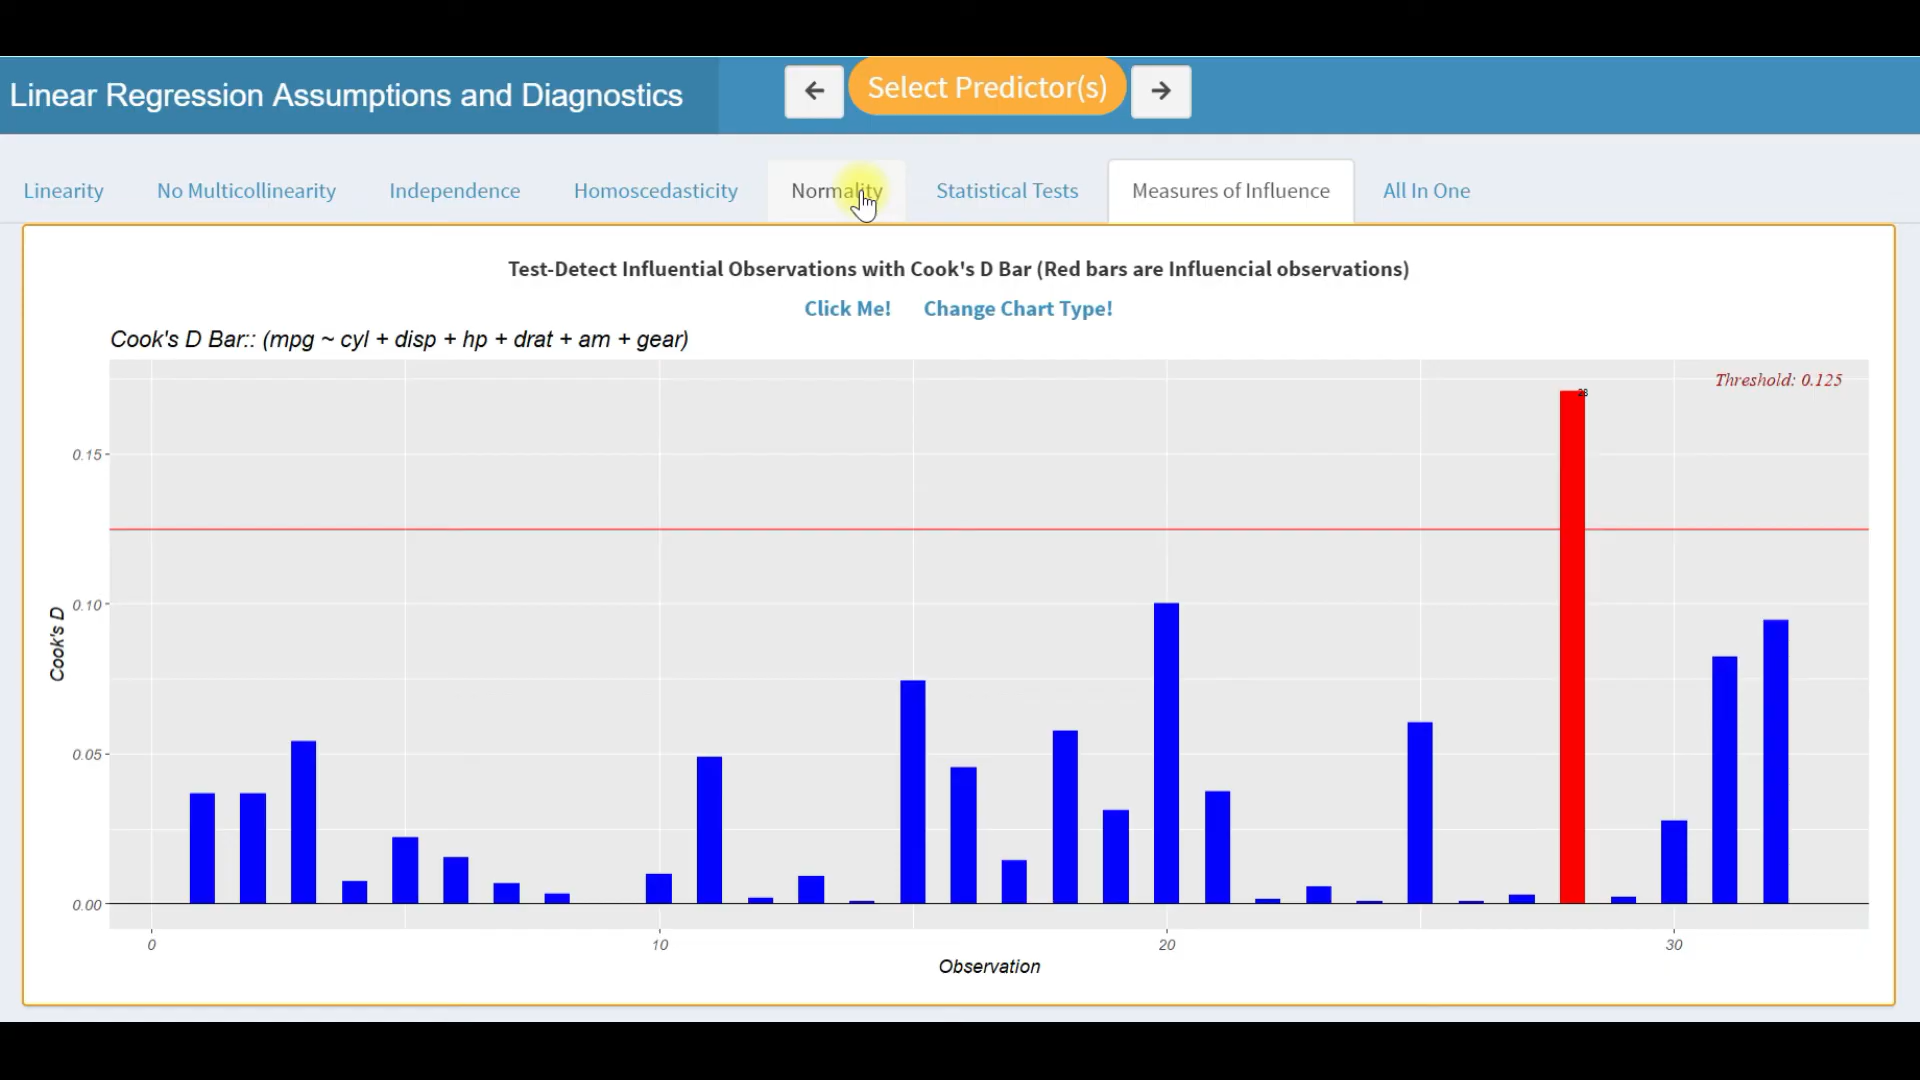 Linear Regression Assumptions and Diagnostics
Select Predictor(s)
Linearity No Multicollinearity Independence Homoscedasticity Normality Statistical Tests Measures of Influence All In One
Test-Detect Influential Observations with Cook's D Bar (Red bars are Influencial observations)
Click Me! Change Chart Type!
Cook's D Bar:: (mpg ~ cyl + disp + hp + drat + am + gear)
Threshold: 0.125
28
0.15
0.10
0.05
0.00
Cook's D
0 10 20 30
Observation